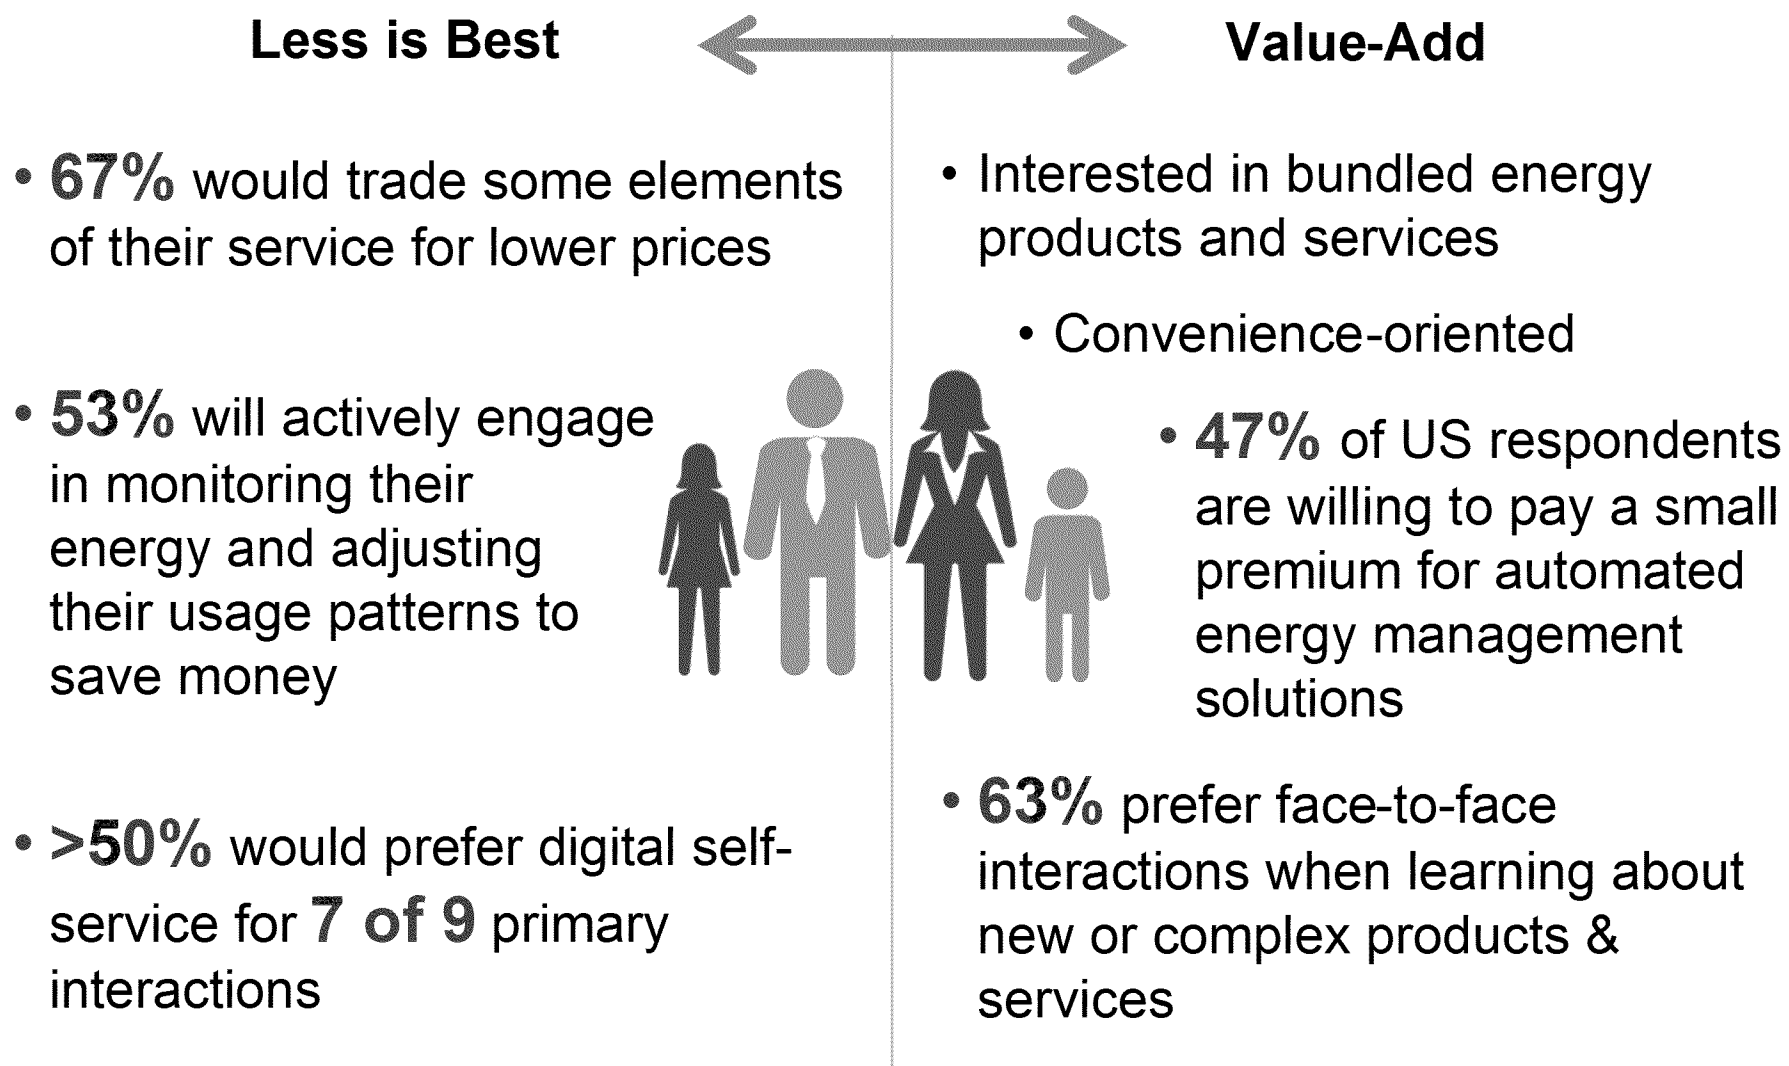 Less is Best
Value-Add
• 67% would trade some elements
of their service for lower prices
• 53% will actively engage
in monitoring their
energy and adjusting
their usage patterns to
save money
• >50% would prefer digital self-
service for 7 of 9 primary
interactions
• Interested in bundled energy
products and services
• Convenience-oriented
• 47% of US respondents
are willing to pay a small
premium for automated
energy management
solutions
• 63% prefer face-to-face
interactions when learning about
new or complex products &
services